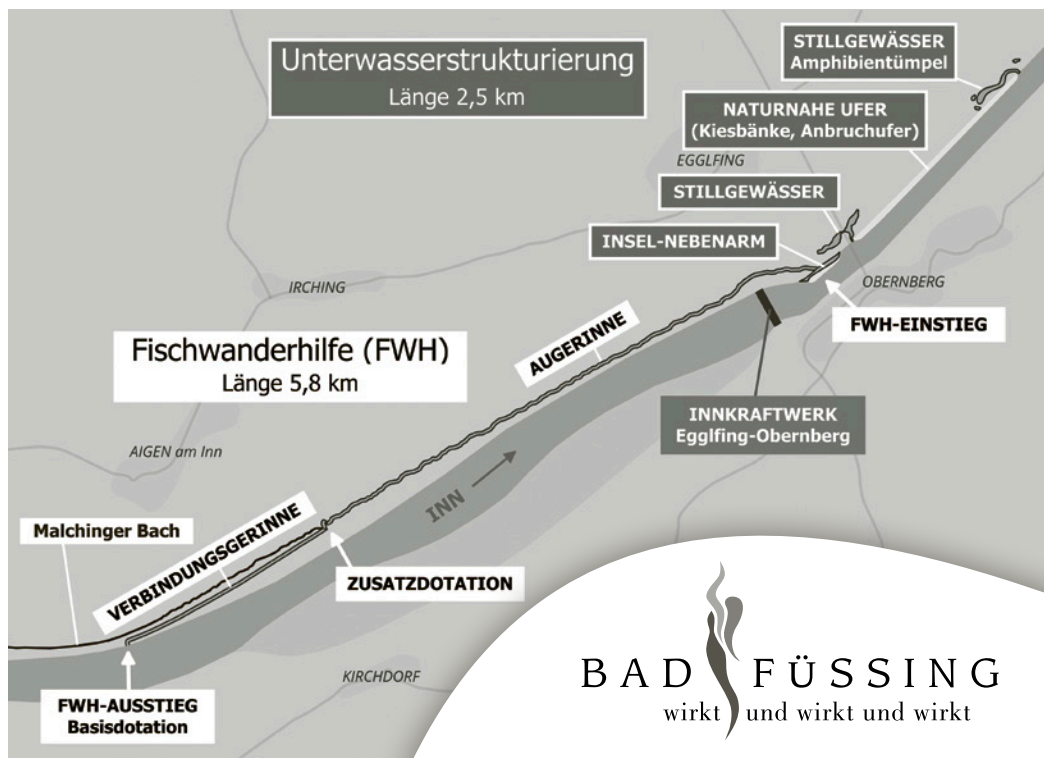 Unterwasserstrukturierung
Länge 2,5 km
STILLGEWÄSSER
Amphibientümpel
NATURNAHE UFER
(Kiesbänke, Anbruchufer)
EGGLFING
STILLGEWÄSSER
INSEL-NEBENARM
OBERNBERG
IRCHING
FWH-EINSTIEG
Fischwanderhilfe (FWH)
Länge 5,8 km
AUGERINNE
INNKRAFTWERK
Egglfing-Obernberg
AIGEN am Inn
INN
Malchinger Bach
VERBINDUNGSGERINNE
ZUSATZDOTATION
KIRCHDORF
FWH-AUSSTIEG
Basisdotation
BAD FÜSSING
wirkt und wirkt und wirkt